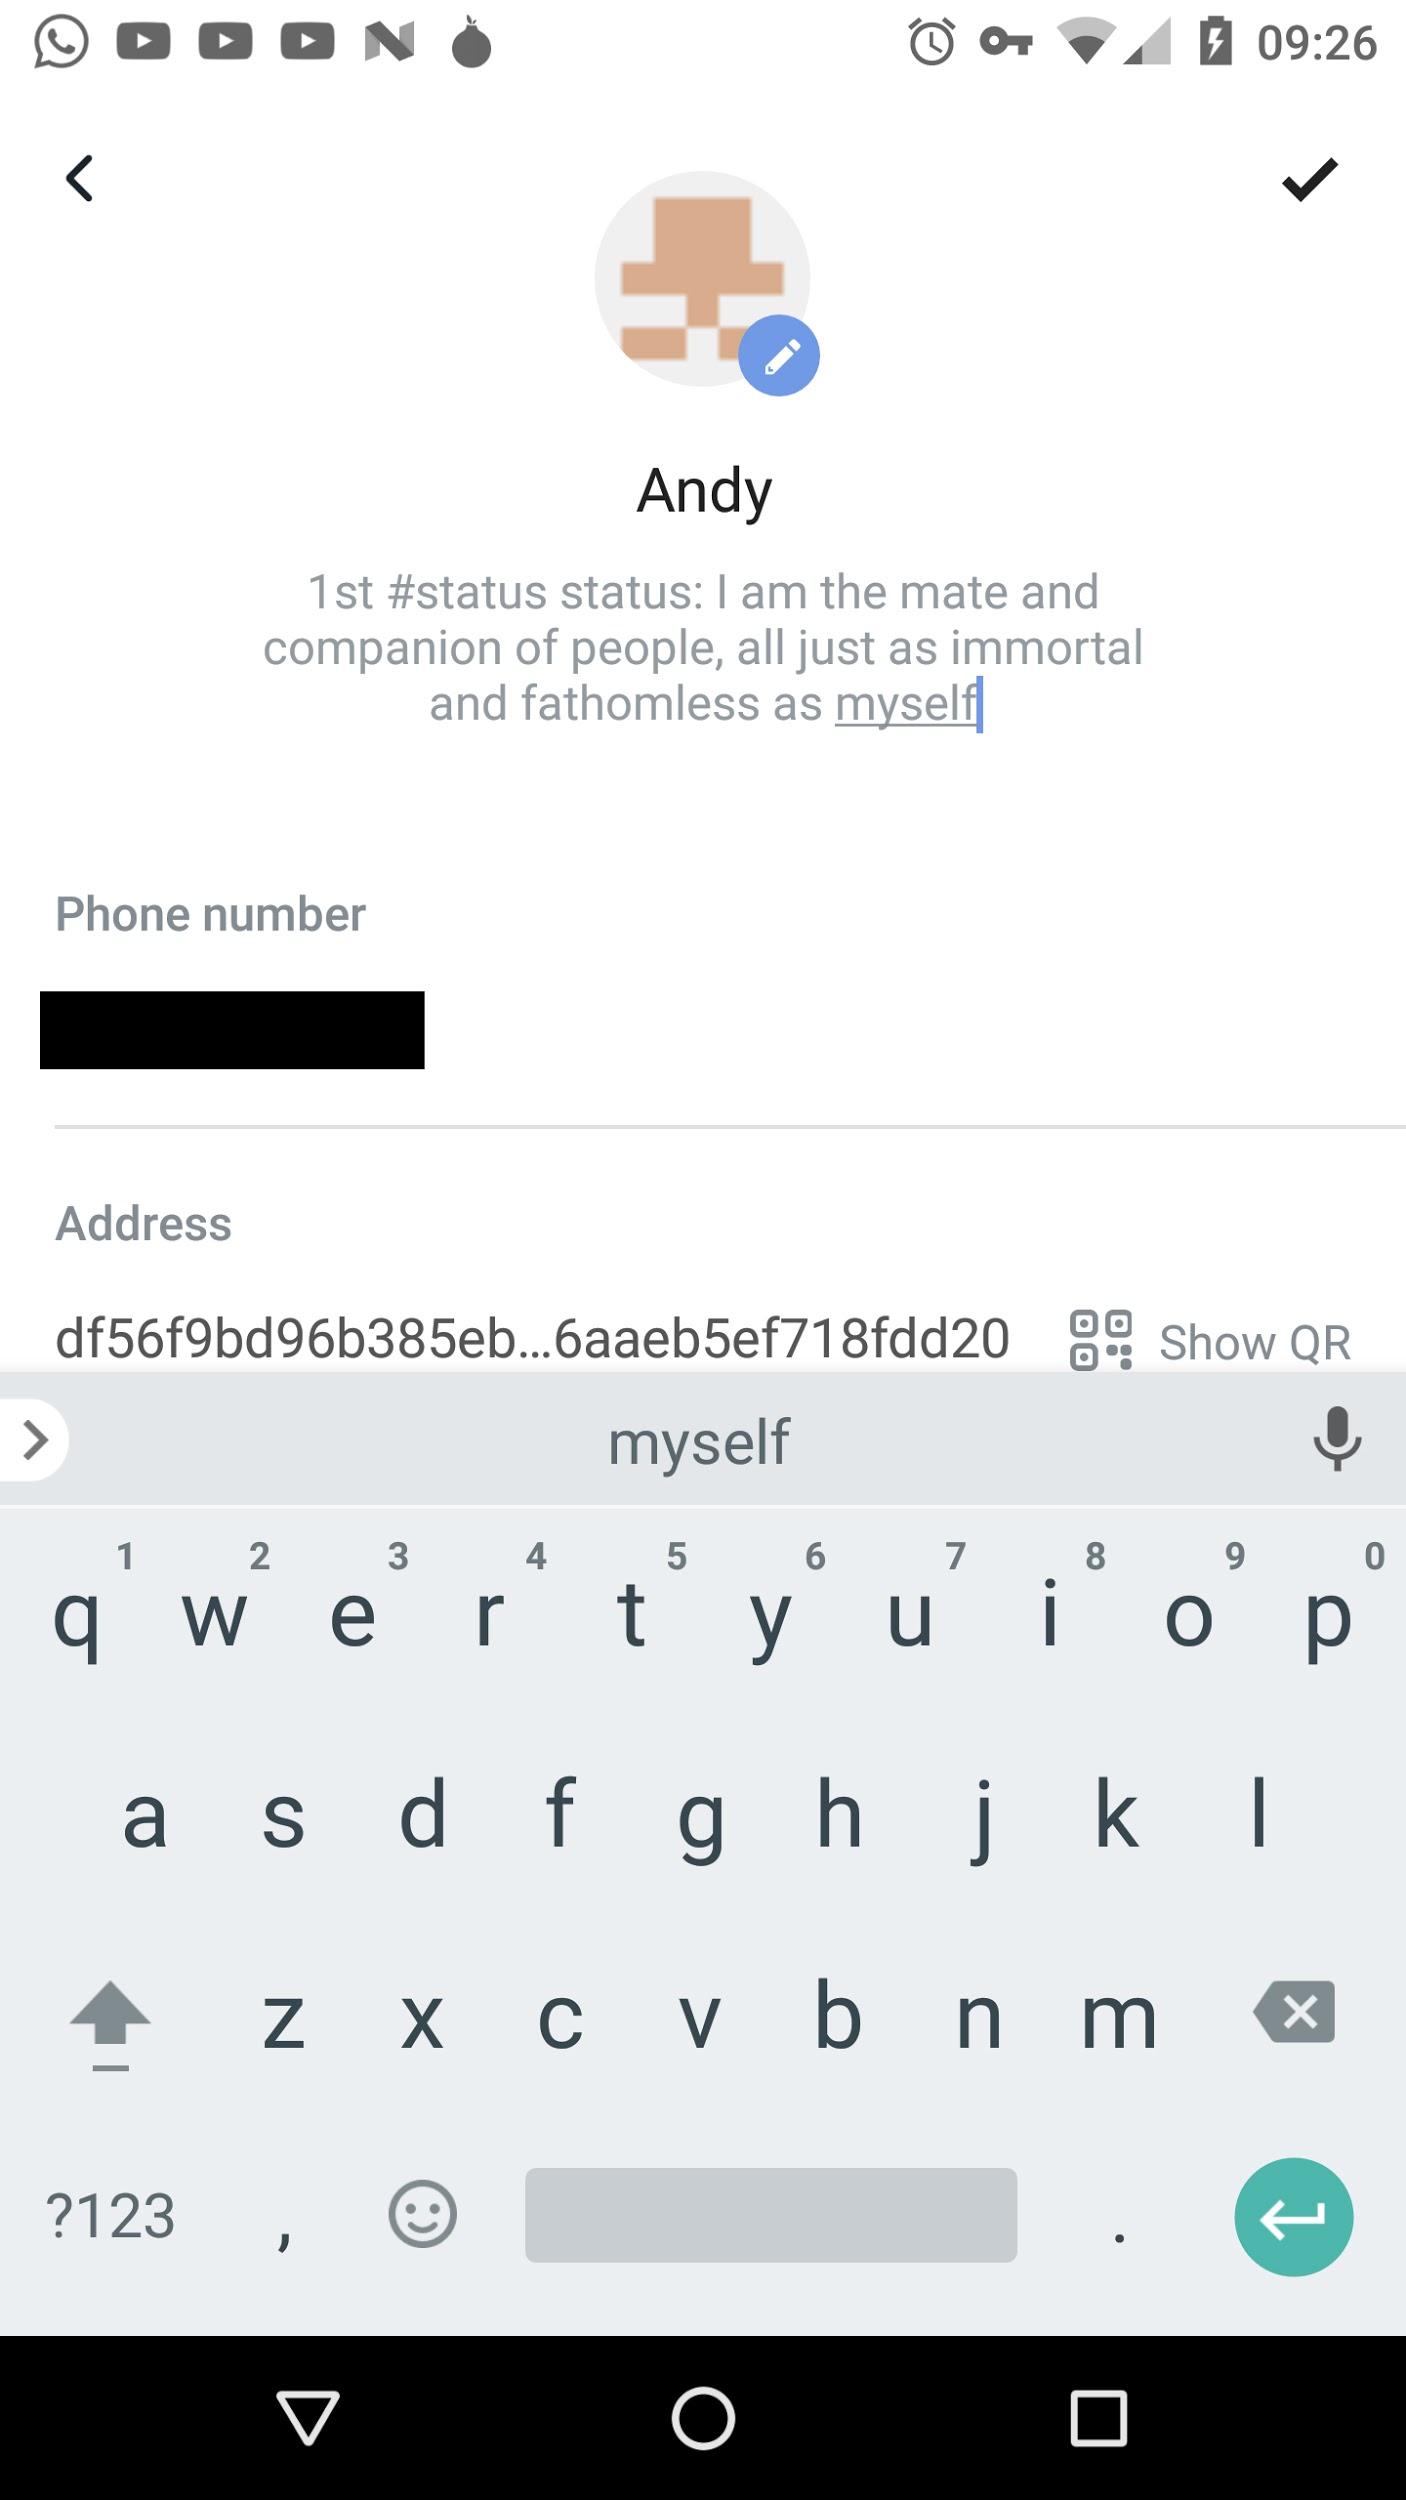 09:26
Andy
1st #status status: I am the mate and
companion of people, all just as immortal
and fathomless as myself
Phone number
Address
df56f9bd96b385eb...6aaeb5ef718fdd20 Show QR
myself
1 2 3 4 5 6 7 8 9 0
q w e r t y u i o p
a s d f g h j k l
z x c v b n m
?123 , .